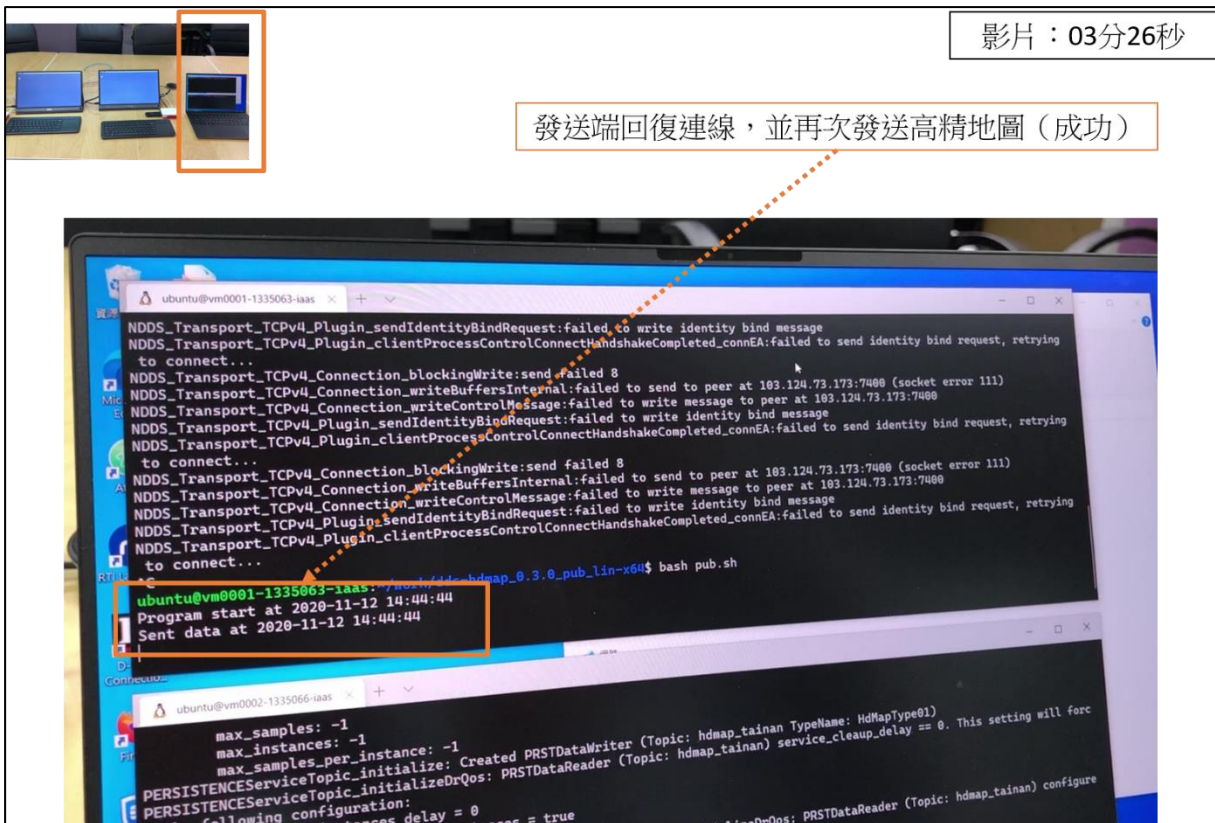 影片：03分26秒
發送端回復連線，並再次發送高精地圖（成功）
ubuntu@vm0001-1335063-iaas
NDDS_Transport_TCPv4_Plugin_sendIdentityBindRequest:failed to write identity bind message
NDDS_Transport_TCPv4_Plugin_clientProcessControlConnectHandshakeCompleted_connEA:failed to send identity bind request, retrying
to connect...
NDDS_Transport_TCPv4_Connection_blockingWrite:send failed 8
NDDS_Transport_TCPv4_Connection_writeBuffersInternal:failed to send to peer at 103.124.73.173:7400 (socket error 111)
NDDS_Transport_TCPv4_Connection_writeControlMessage:failed to write message to peer at 103.124.73.173:7400
NDDS_Transport_TCPv4_Plugin_sendIdentityBindRequest:failed to write identity bind message
NDDS_Transport_TCPv4_Plugin_clientProcessControlConnectHandshakeCompleted_connEA:failed to send identity bind request, retrying
to connect...
NDDS_Transport_TCPv4_Connection_blockingWrite:send failed 8
NDDS_Transport_TCPv4_Connection_writeBuffersInternal:failed to send to peer at 103.124.73.173:7400 (socket error 111)
NDDS_Transport_TCPv4_Connection_writeControlMessage:failed to write message to peer at 103.124.73.173:7400
NDDS_Transport_TCPv4_Plugin_sendIdentityBindRequest:failed to write identity bind message
NDDS_Transport_TCPv4_Plugin_clientProcessControlConnectHandshakeCompleted_connEA:failed to send identity bind request, retrying
to connect...
^C
ubuntu@vm0001-1335063-iaas:~/work/dds-hdmap_0.3.0_pub_lin-x64$ bash pub.sh
Program start at 2020-11-12 14:44:44
Sent data at 2020-11-12 14:44:44
ubuntu@vm0002-1335066-iaas
max_samples: -1
max_instances: -1
max_samples_per_instance: -1
PERSISTENCEServiceTopic_initialize: Created PRSTDataWriter (Topic: hdmap_tainan TypeName: HdMapType01)
PERSISTENCEServiceTopic_initializeDrQos: PRSTDataReader (Topic: hdmap_tainan) service_cleaup_delay == 0. This setting will forc
following configuration:
delay = 0
= true
PRSTDataReader (Topic: hdmap_tainan) configure